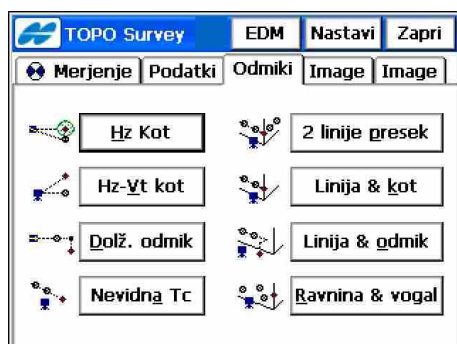 TOPO Survey EDM Nastavi Zapri
Merjenje Podatki Odmiki Image Image
Hz Kot 2 linije presek
Hz-Vt kot Linija & kot
Dolž. odmik Linija & odmik
Nevidna Tc Ravnina & vogal